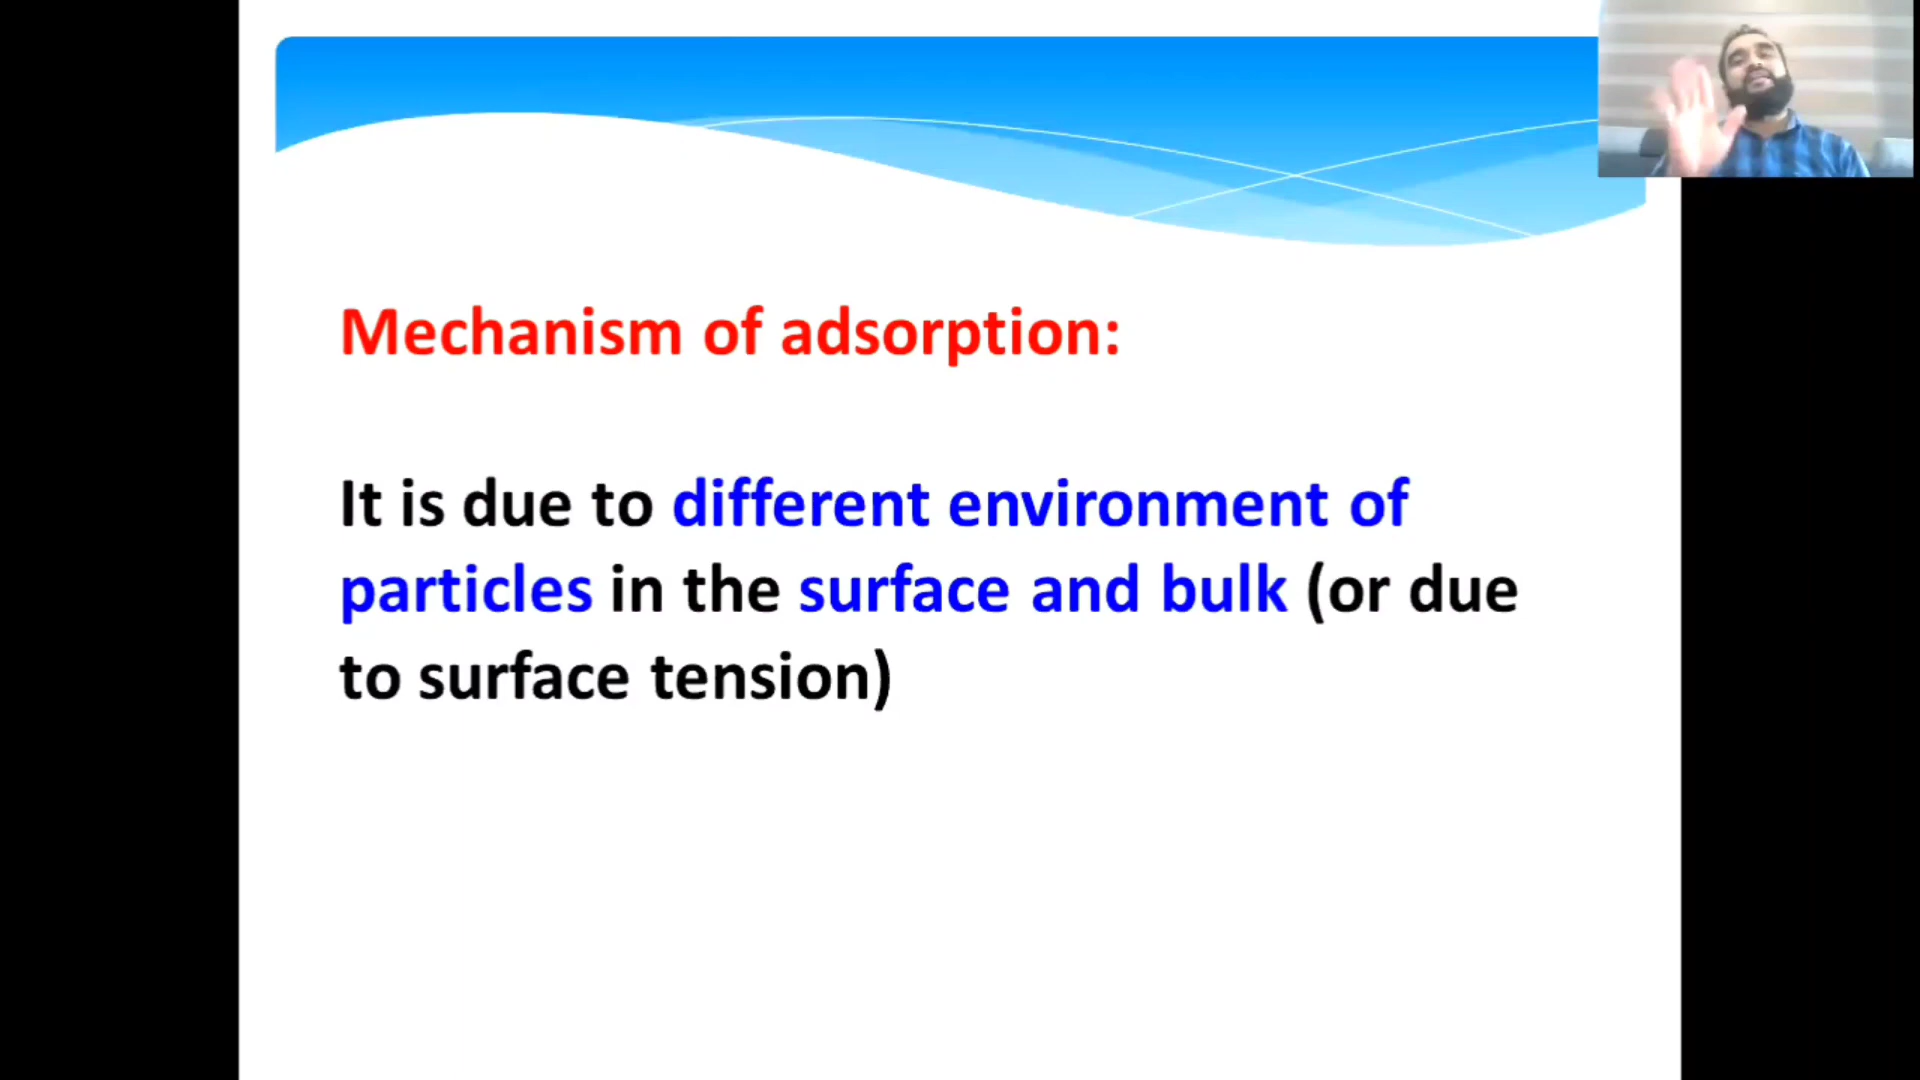 Mechanism of adsorption:
It is due to different environment of
particles in the surface and bulk (or due
to surface tension)